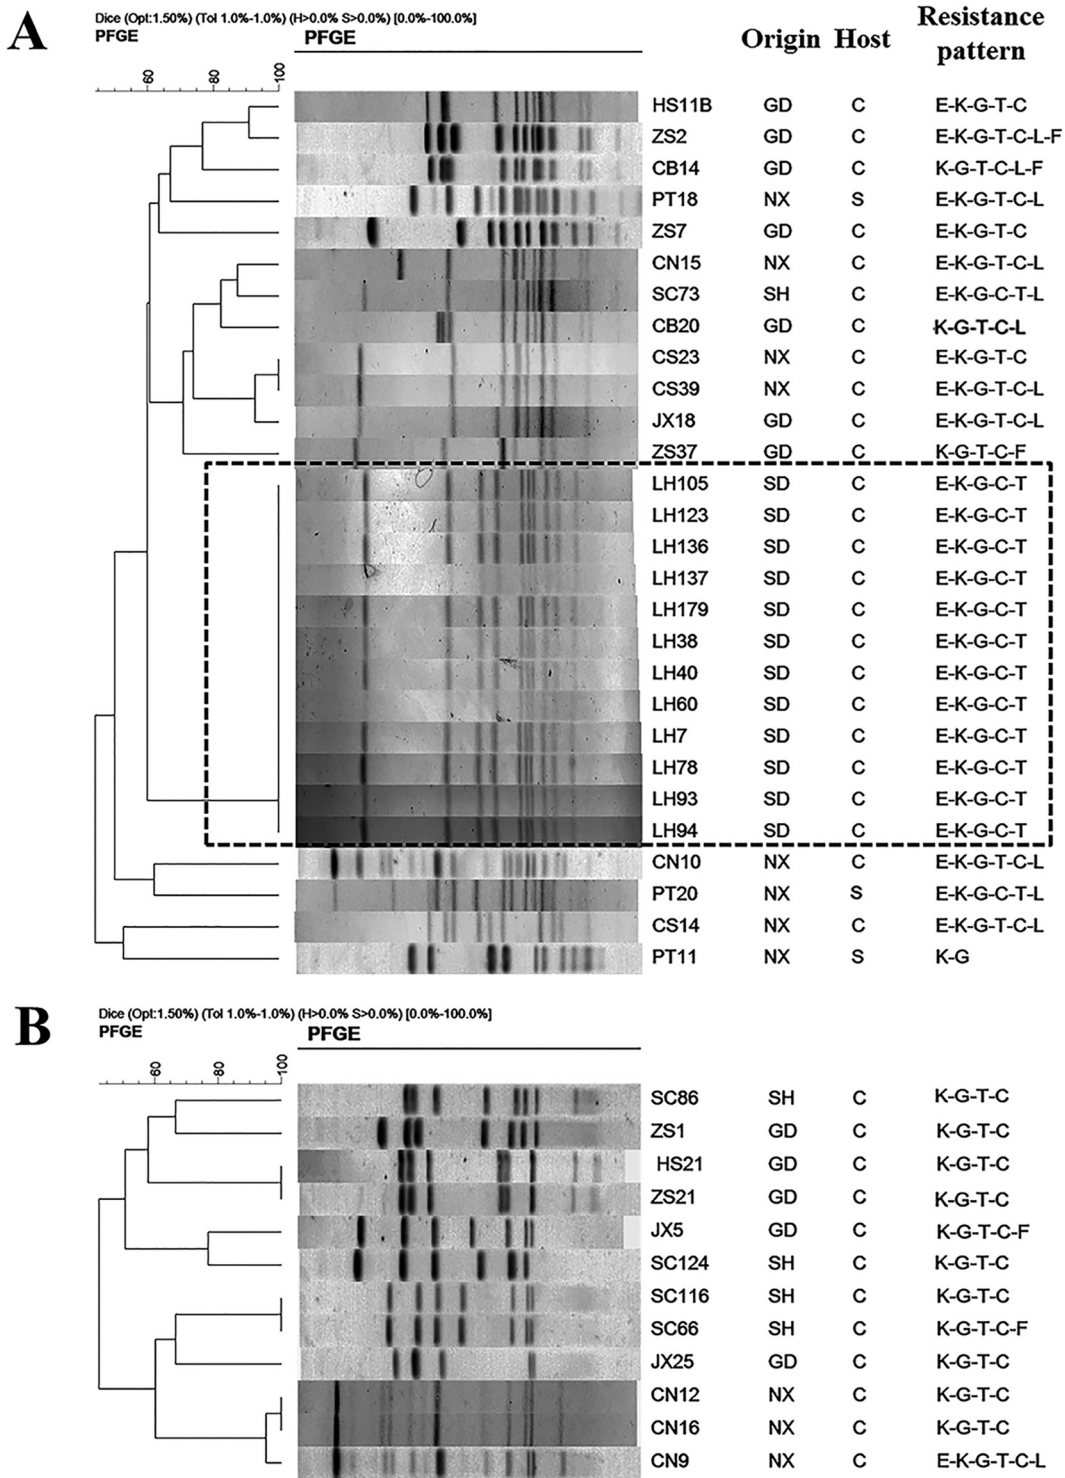 A
Dice (Opt:1.50%) (Tol 1.0%-1.0%) (H>0.0% S>0.0%) [0.0%-100.0%]
PFGE PFGE
Origin Host Resistance pattern
60 80 100
HS11B GD C E-K-G-T-C
ZS2 GD C E-K-G-T-C-L-F
CB14 GD C K-G-T-C-L-F
PT18 NX S E-K-G-T-C-L
ZS7 GD C E-K-G-T-C
CN15 NX C E-K-G-T-C-L
SC73 SH C E-K-G-C-T-L
CB20 GD C K-G-T-C-L
CS23 NX C E-K-G-T-C
CS39 NX C E-K-G-T-C-L
JX18 GD C E-K-G-T-C-L
ZS37 GD C K-G-T-C-F
LH105 SD C E-K-G-C-T
LH123 SD C E-K-G-C-T
LH136 SD C E-K-G-C-T
LH137 SD C E-K-G-C-T
LH179 SD C E-K-G-C-T
LH38 SD C E-K-G-C-T
LH40 SD C E-K-G-C-T
LH60 SD C E-K-G-C-T
LH7 SD C E-K-G-C-T
LH78 SD C E-K-G-C-T
LH93 SD C E-K-G-C-T
LH94 SD C E-K-G-C-T
CN10 NX C E-K-G-T-C-L
PT20 NX S E-K-G-C-T-L
CS14 NX C E-K-G-T-C-L
PT11 NX S K-G
B
Dice (Opt:1.50%) (Tol 1.0%-1.0%) (H>0.0% S>0.0%) [0.0%-100.0%]
PFGE PFGE
60 80 100
SC86 SH C K-G-T-C
ZS1 GD C K-G-T-C
HS21 GD C K-G-T-C
ZS21 GD C K-G-T-C
JX5 GD C K-G-T-C-F
SC124 SH C K-G-T-C
SC116 SH C K-G-T-C
SC66 SH C K-G-T-C-F
JX25 GD C K-G-T-C
CN12 NX C K-G-T-C
CN16 NX C K-G-T-C
CN9 NX C E-K-G-T-C-L